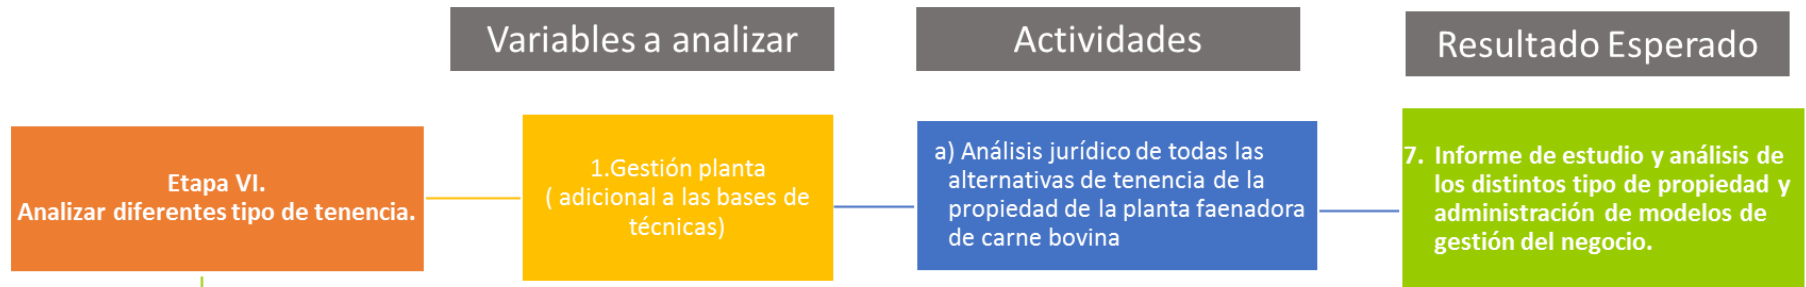 Variables a analizar
Actividades
Resultado Esperado
Etapa VI.
Analizar diferentes tipo de tenencia.
1.Gestión planta
( adicional a las bases de
técnicas)
a) Análisis jurídico de todas las
alternativas de tenencia de la
propiedad de la planta faenadora
de carne bovina
7. Informe de estudio y análisis de
los distintos tipo de propiedad y
administración de modelos de
gestión del negocio.